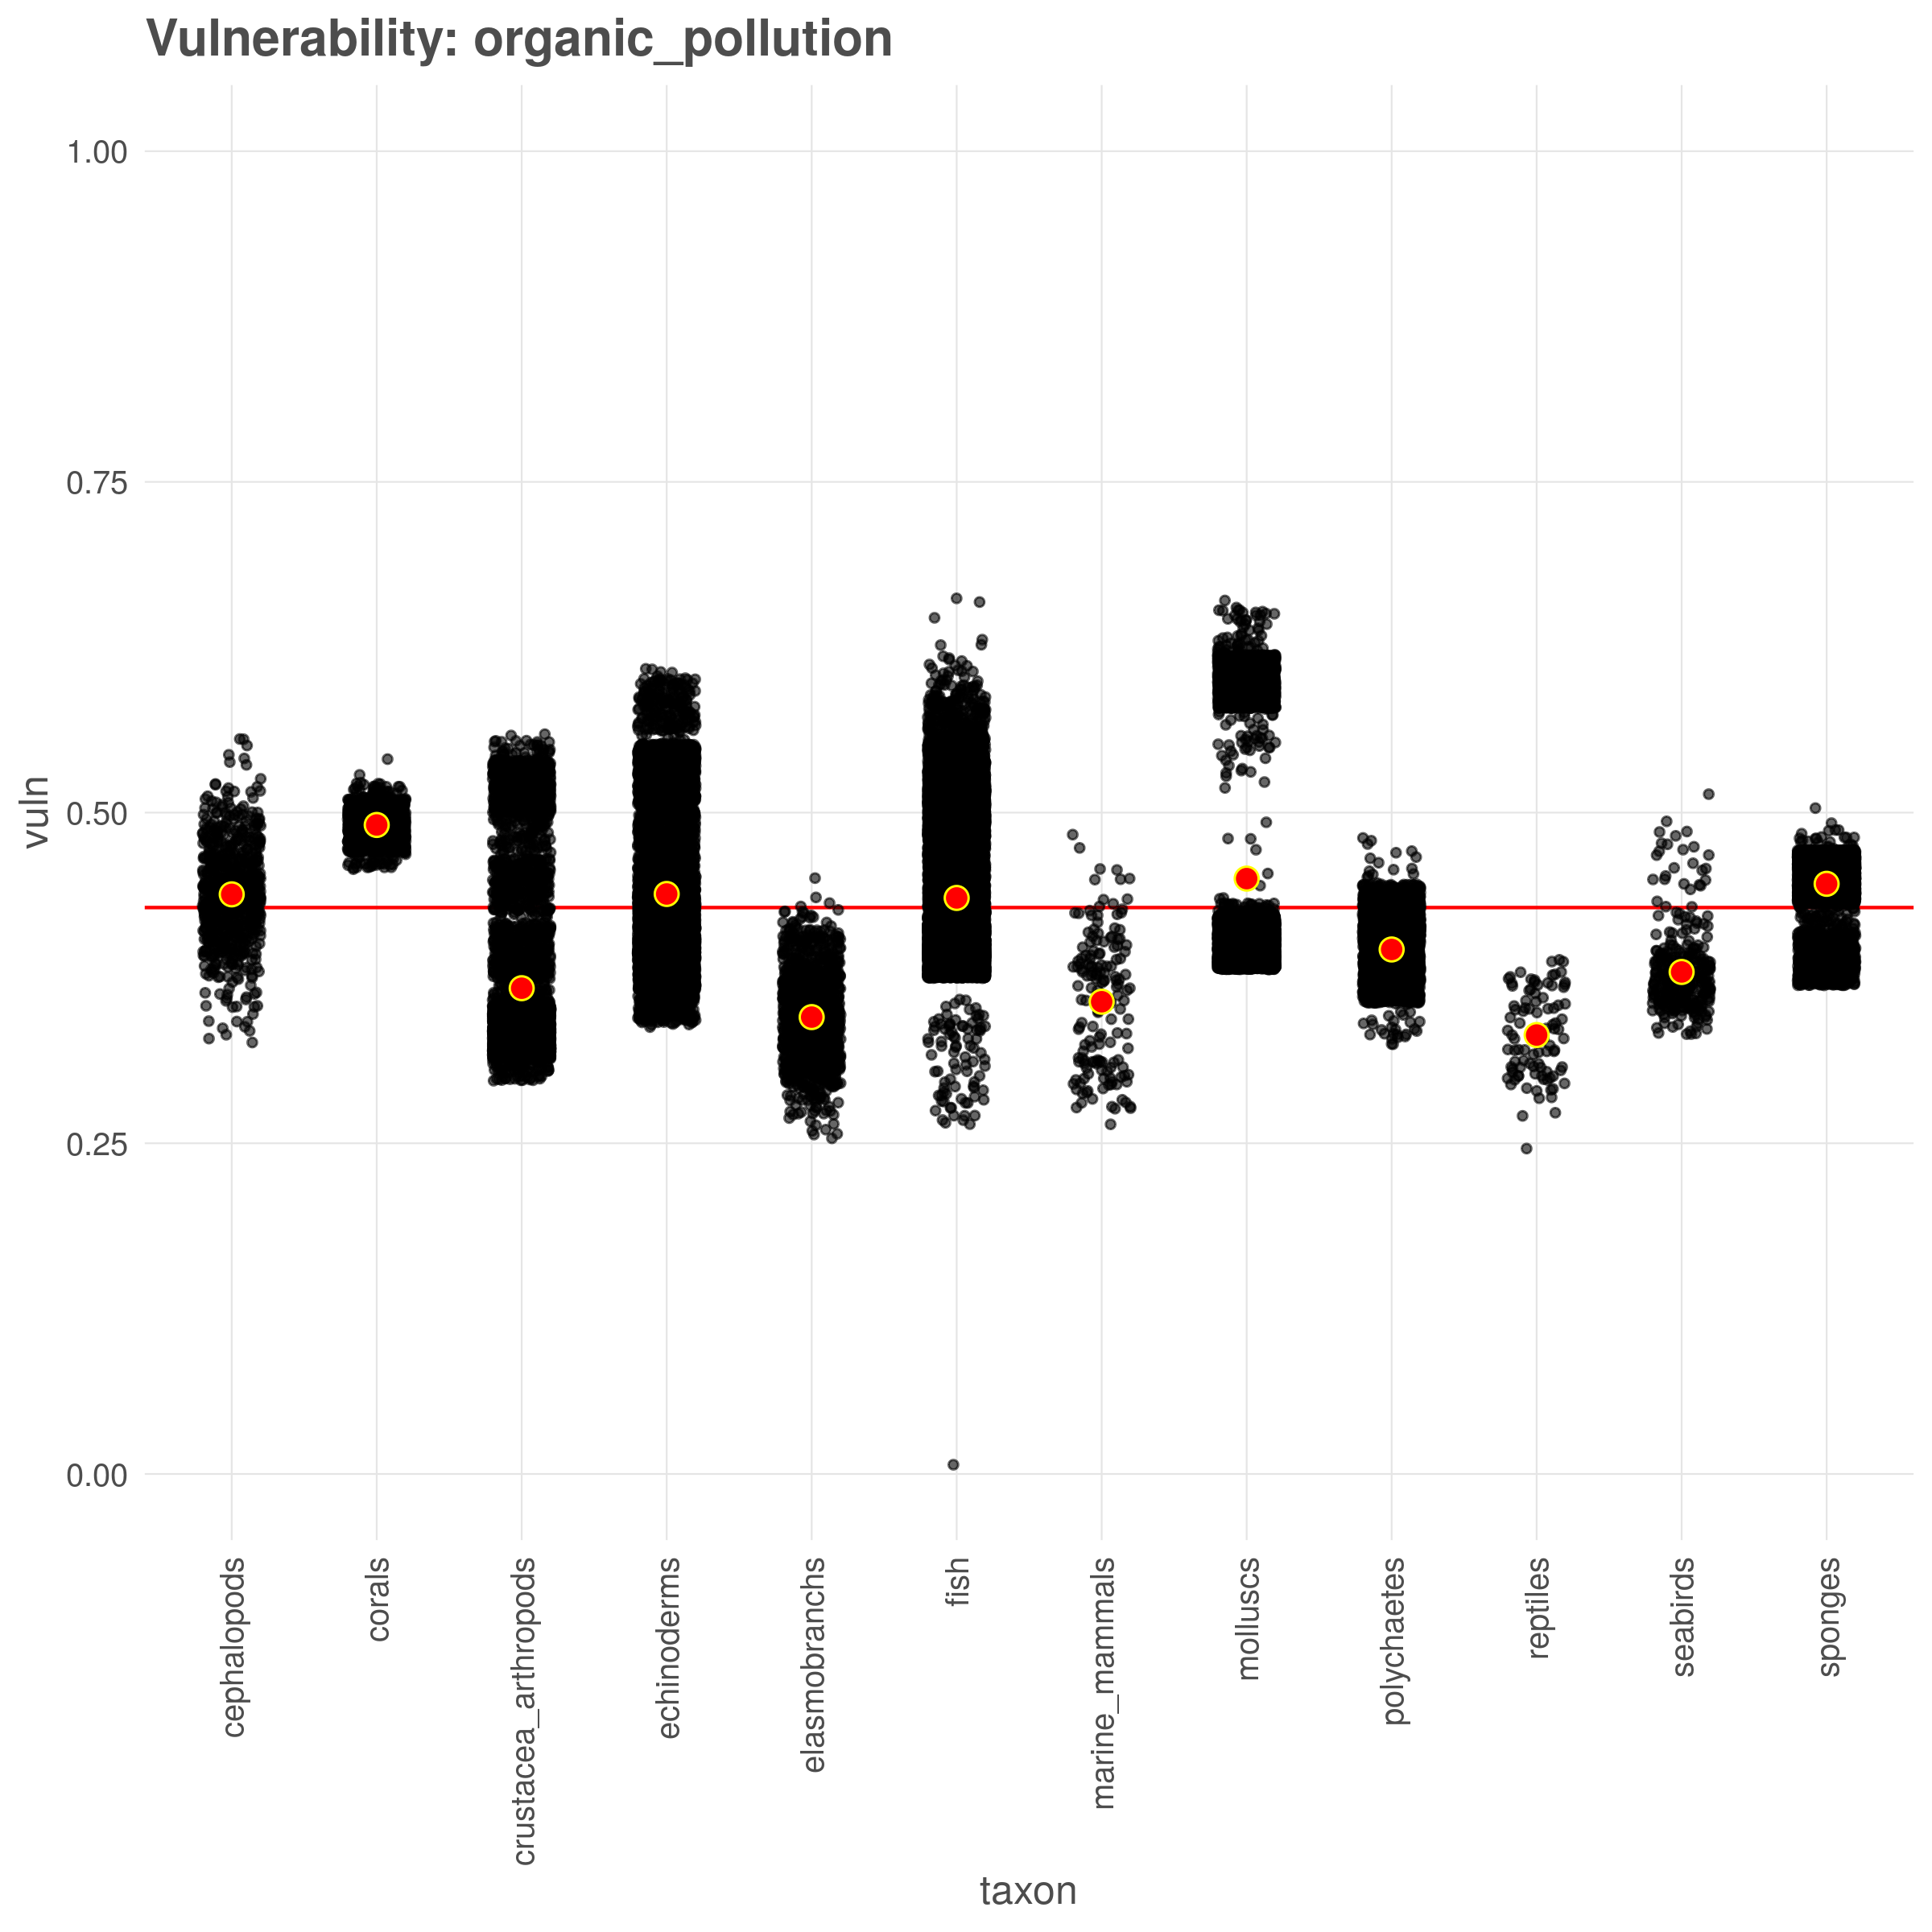 Vulnerability: organic_pollution
vuln
1.00
0.75
0.50
0.25
0.00
cephalopods
corals
crustacea_arthropods
echinoderms
elasmobranchs
fish
marine_mammals
molluscs
polychaetes
reptiles
seabirds
sponges
taxon